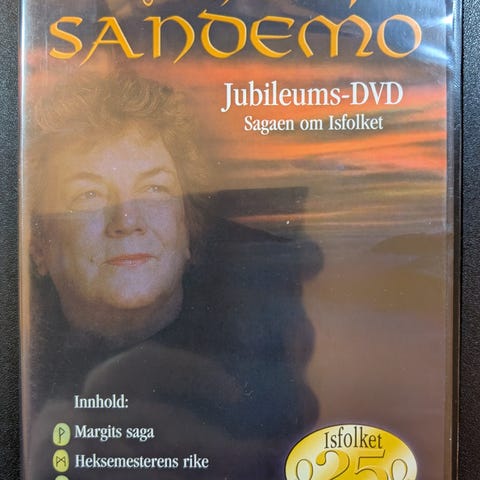 SANDEMO
Jubileums-DVD
Sagaen om Isfolket
Innhold:
ᚹ Margits saga
ᛗ Heksemesterens rike
Isfolket
25